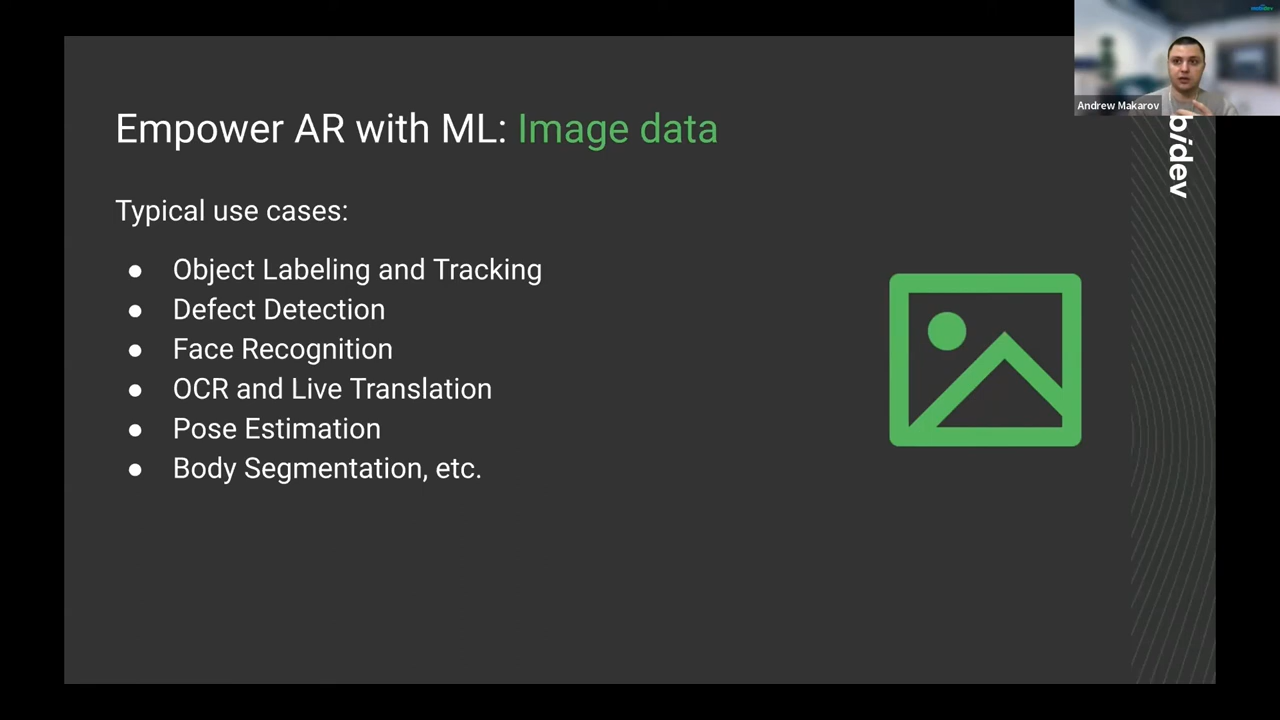 Empower AR with ML: Image data
Andrew Makarov
Typical use cases:
● Object Labeling and Tracking
● Defect Detection
● Face Recognition
● OCR and Live Translation
● Pose Estimation
● Body Segmentation, etc.
bidev